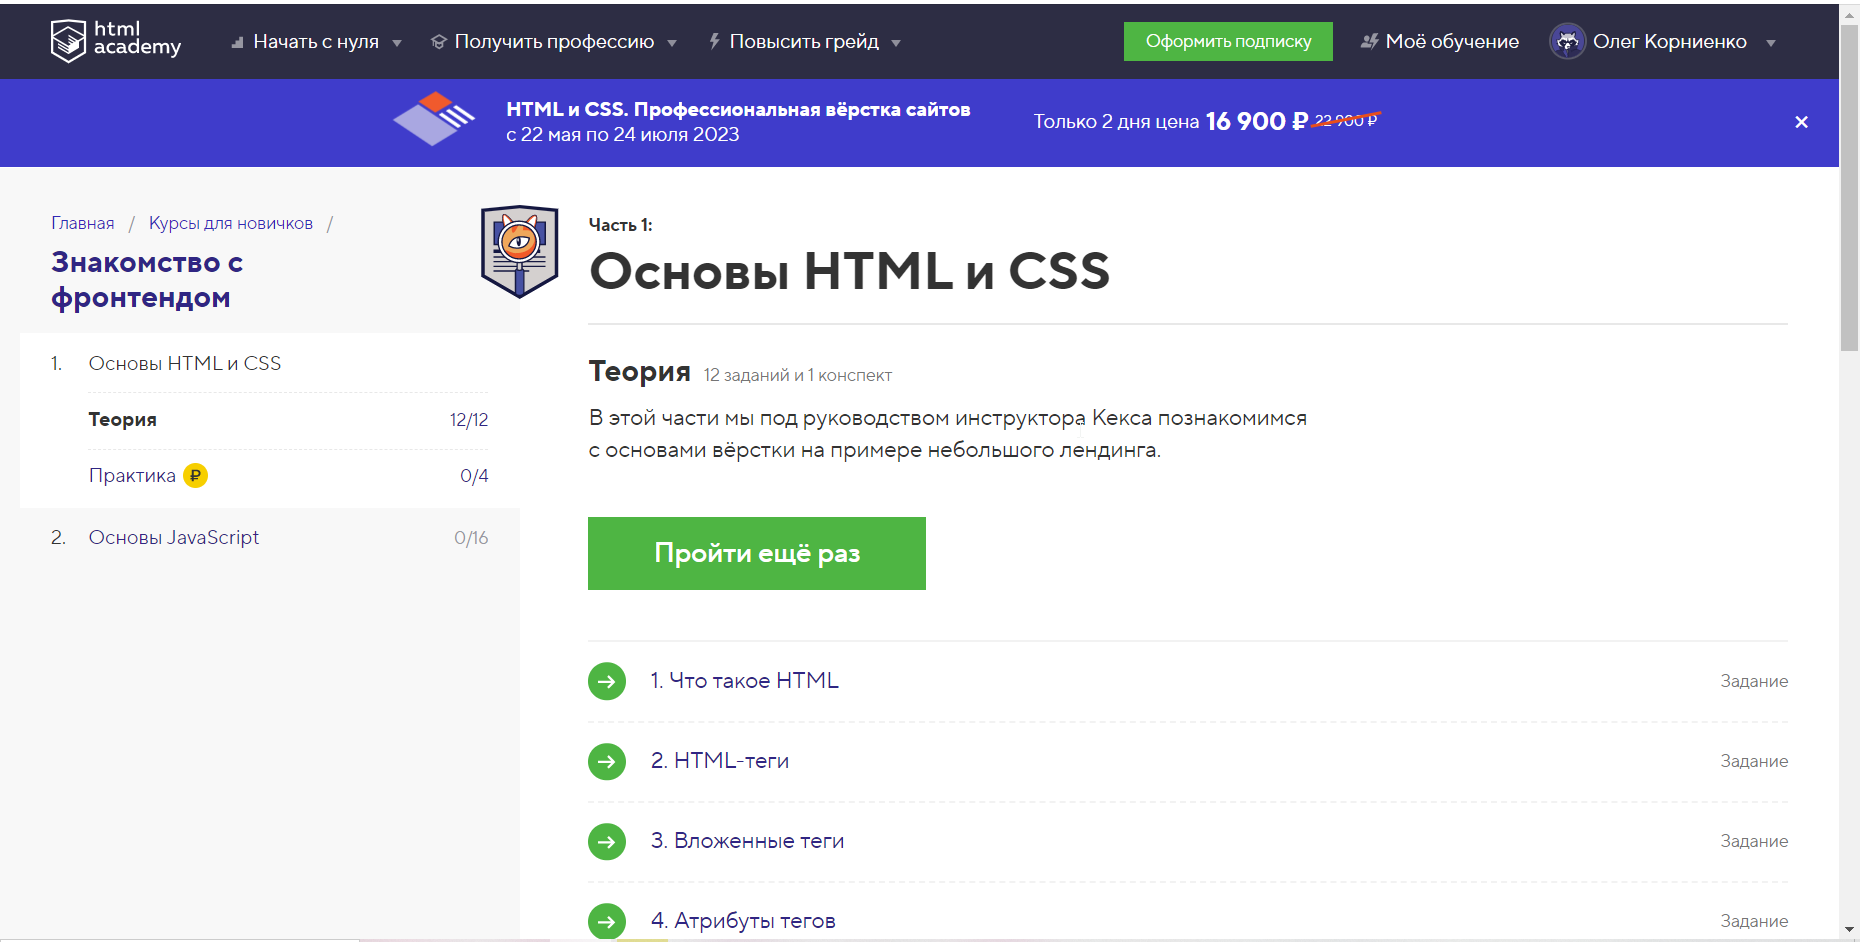 html
academy
Начать с нуля
Получить профессию
Повысить грейд
Оформить подписку
Моё обучение
Олег Корниенко
HTML и CSS. Профессиональная вёрстка сайтов
с 22 мая по 24 июля 2023
Только 2 дня цена 16 900 ₽ 22 900 ₽
Главная / Курсы для новичков /
Знакомство с
фронтендом
1. Основы HTML и CSS
Теория 12/12
Практика ₽ 0/4
2. Основы JavaScript 0/16
Часть 1:
Основы HTML и CSS
Теория 12 заданий и 1 конспект
В этой части мы под руководством инструктора Кекса познакомимся
с основами вёрстки на примере небольшого лендинга.
Пройти ещё раз
1. Что такое HTML Задание
2. HTML-теги Задание
3. Вложенные теги Задание
4. Атрибуты тегов Задание